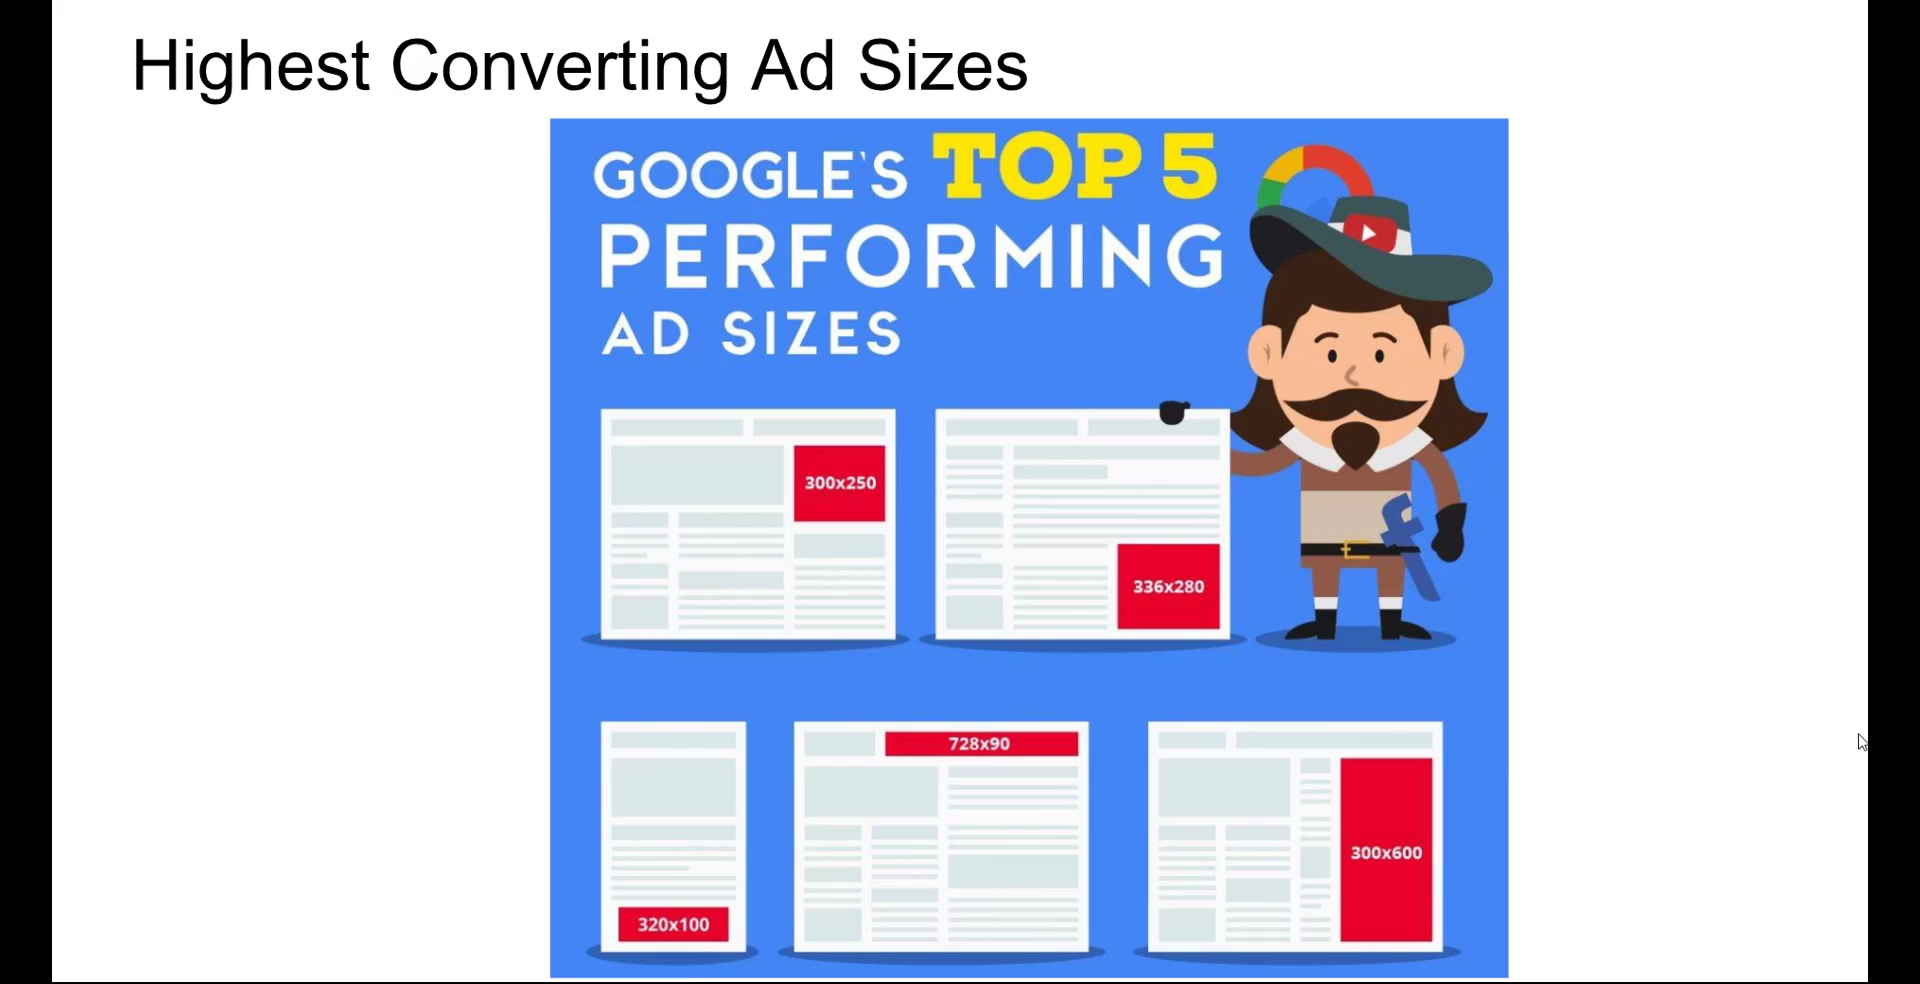 Highest Converting Ad Sizes
GOOGLE'S TOP 5
PERFORMING
AD SIZES
300x250
336x280
320x100
728x90
300x600